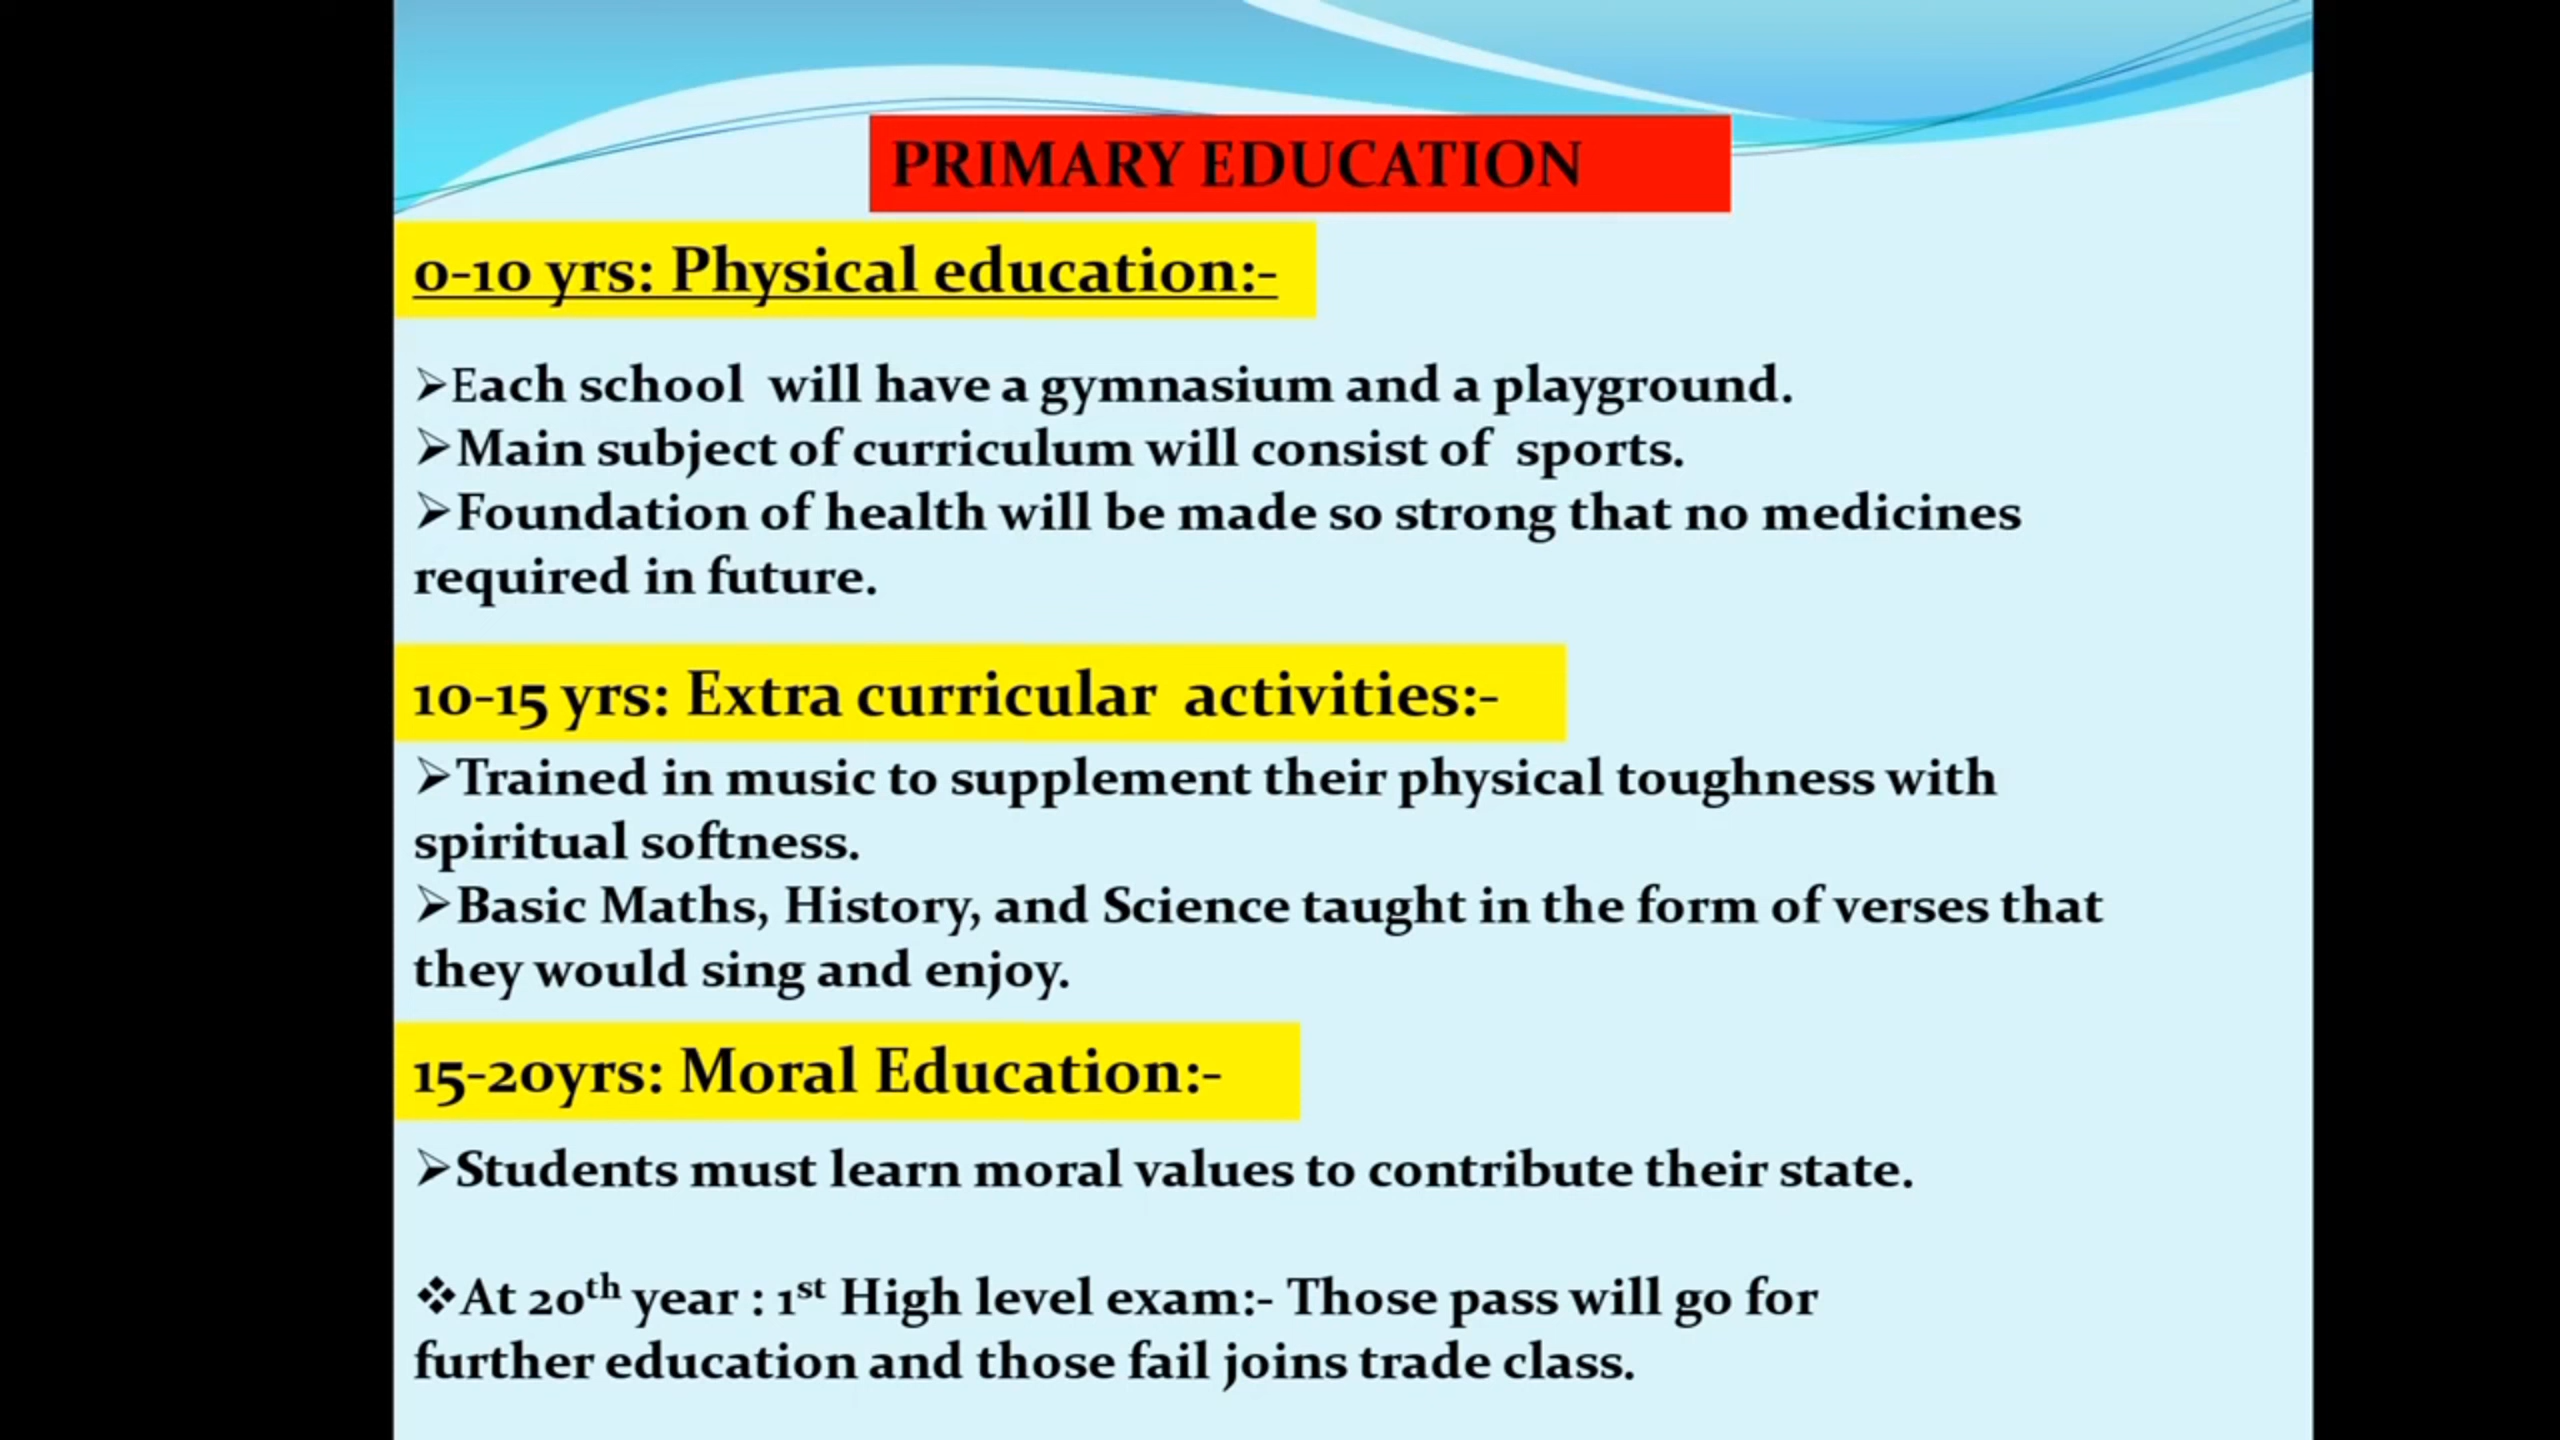 PRIMARY EDUCATION
0-10 yrs: Physical education:-
➢Each school will have a gymnasium and a playground.
➢Main subject of curriculum will consist of sports.
➢Foundation of health will be made so strong that no medicines
required in future.
10-15 yrs: Extra curricular activities:-
➢Trained in music to supplement their physical toughness with
spiritual softness.
➢Basic Maths, History, and Science taught in the form of verses that
they would sing and enjoy.
15-20yrs: Moral Education:-
➢Students must learn moral values to contribute their state.
❖At 20th year : 1st High level exam:- Those pass will go for
further education and those fail joins trade class.